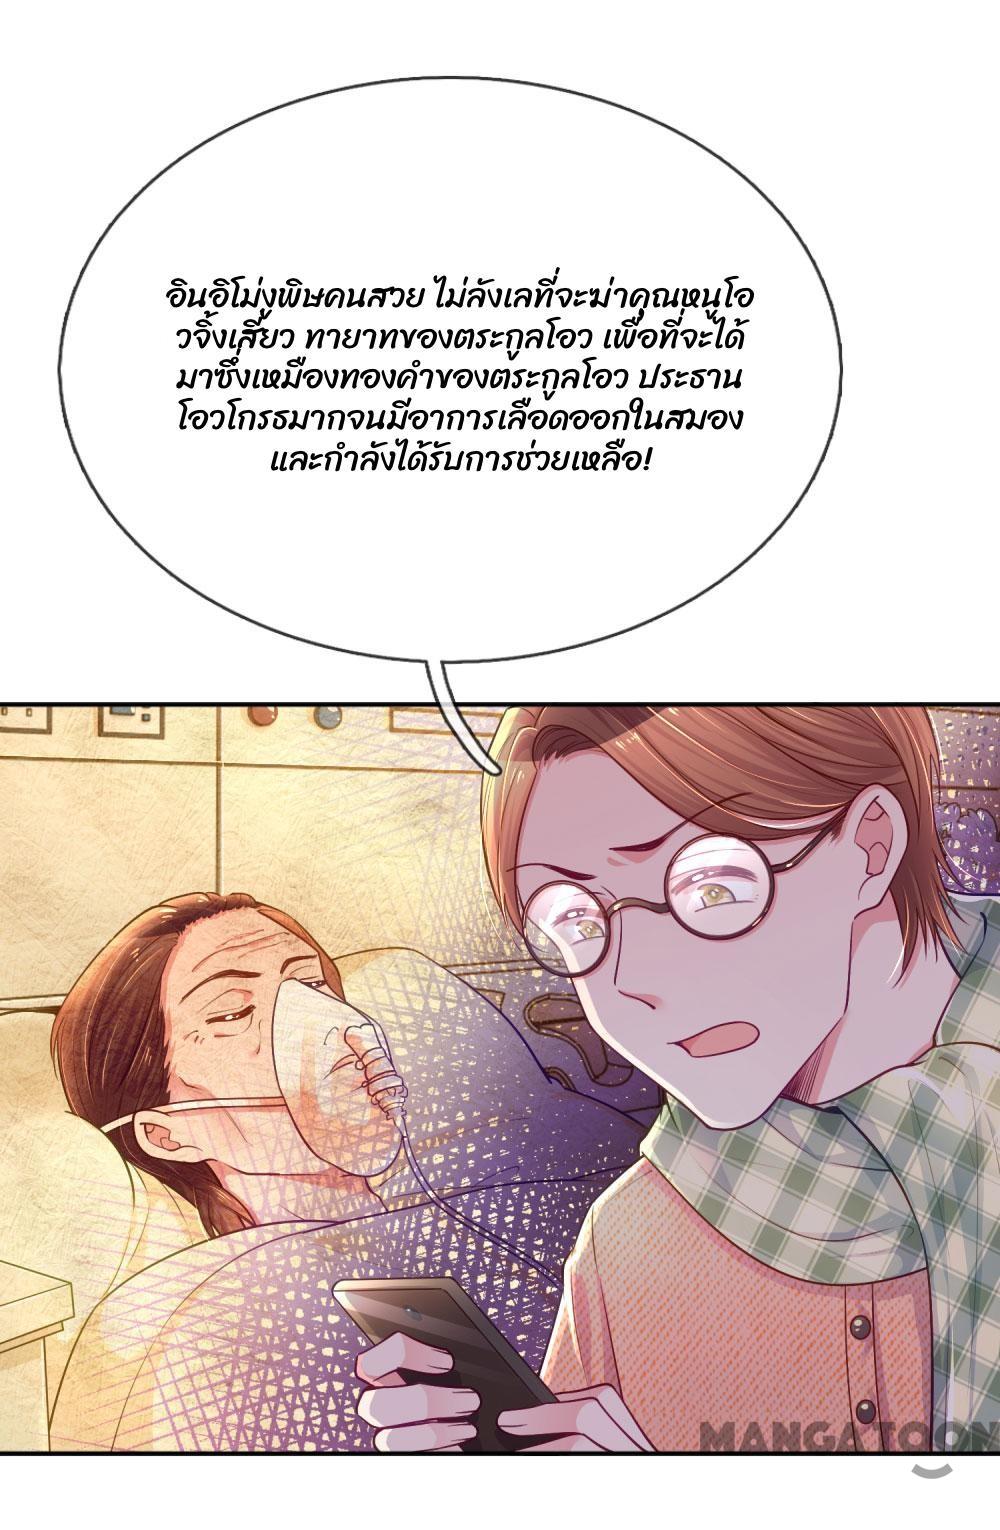 อินอิโม่งูพิษคนสวย ไม่ลังเลที่จะฆ่าคุณหนูโอ
วจิ้งเสี่ยว ทายาทของตระกูลโอว เพื่อที่จะได้
มาซึ่งเหมืองทองคำของตระกูลโอว ประธาน
โอวโกรธมากจนมีอาการเลือดออกในสมอง
และกำลังได้รับการช่วยเหลือ!
MANGATOON